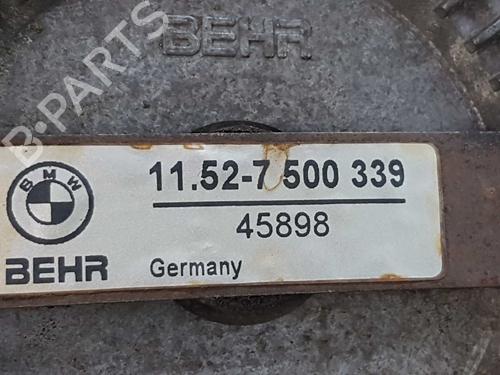 BEHR
B-PARTS
BMW
11.52-7 500 339
45898
BEHR
Germany